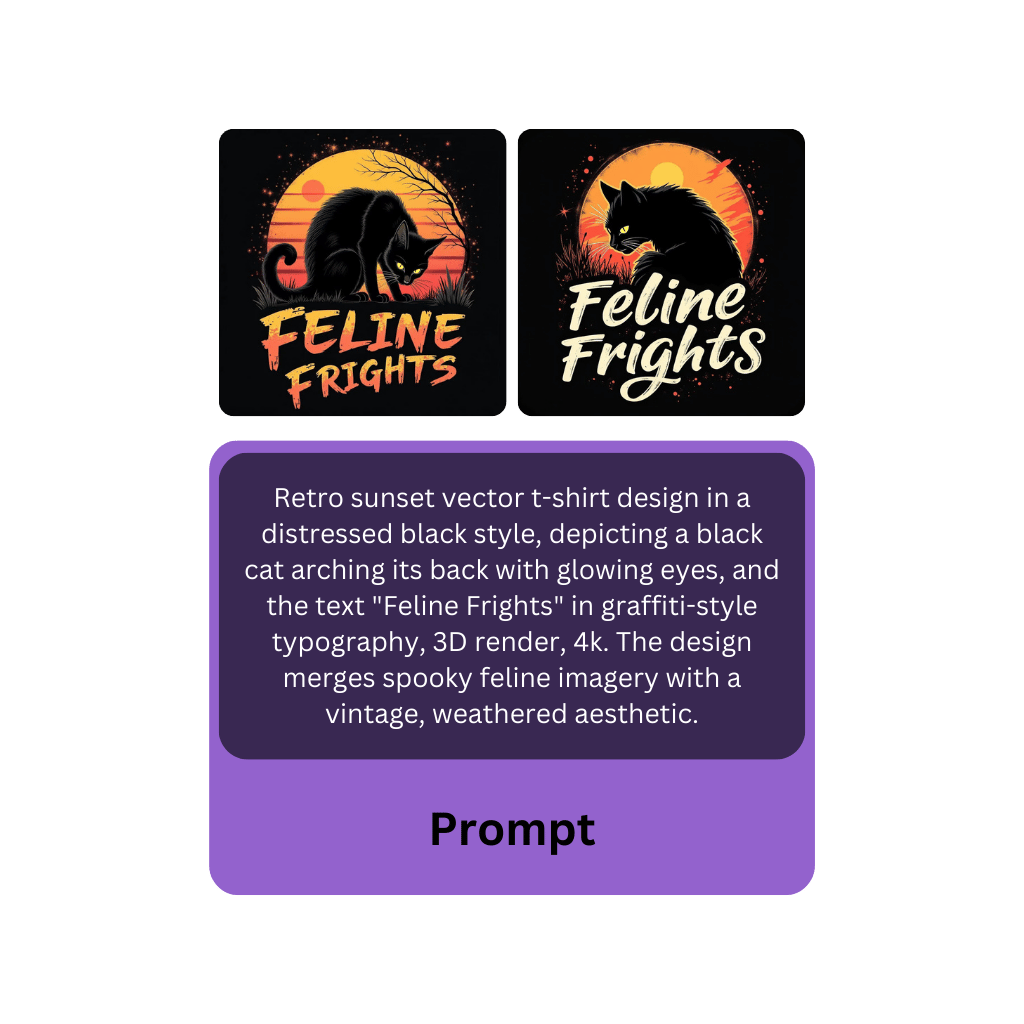 FELINE
FRIGHTS
Feline
Frights
Retro sunset vector t-shirt design in a
distressed black style, depicting a black
cat arching its back with glowing eyes, and
the text "Feline Frights" in graffiti-style
typography, 3D render, 4k. The design
merges spooky feline imagery with a
vintage, weathered aesthetic.
Prompt